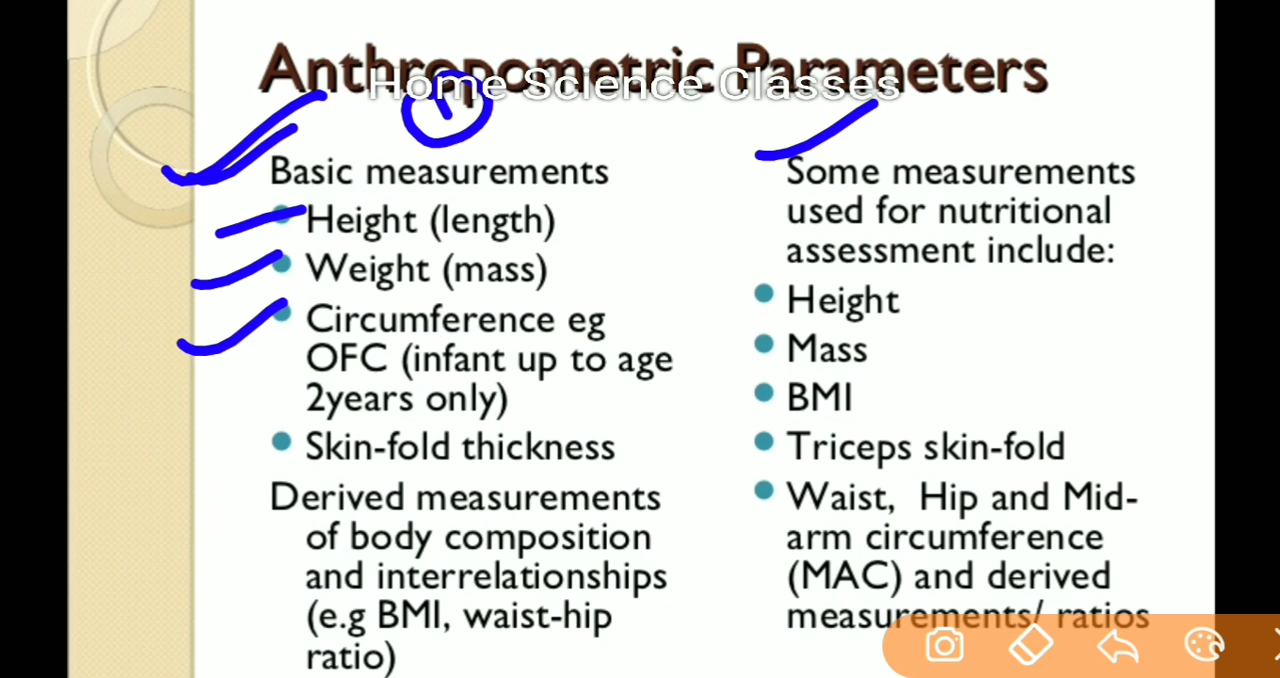 Anthropometric Parameters
Home Science Classes
1
Basic measurements
Height (length)
Weight (mass)
Circumference eg
OFC (infant up to age
2years only)
Skin-fold thickness
Derived measurements
of body composition
and interrelationships
(e.g BMI, waist-hip
ratio)
Some measurements
used for nutritional
assessment include:
Height
Mass
BMI
Triceps skin-fold
Waist, Hip and Mid-
arm circumference
(MAC) and derived
measurements/ ratios